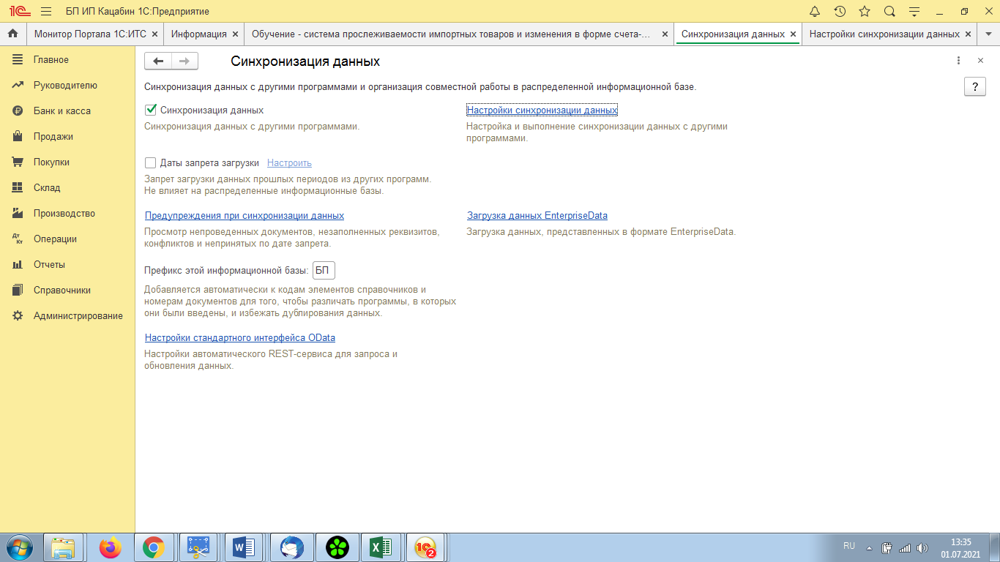 1С БП ИП Кацабин 1С:Предприятие
Монитор Портала 1С:ИТС
Информация
Обучение - система прослеживаемости импортных товаров и изменения в форме счета-...
Синхронизация данных
Настройки синхронизации данных
Главное
Руководителю
Банк и касса
Продажи
Покупки
Склад
Производство
Дт Кт Операции
Отчеты
Справочники
Администрирование
Синхронизация данных
?
Синхронизация данных с другими программами и организация совместной работы в распределенной информационной базе.
Синхронизация данных
Синхронизация данных с другими программами.
Настройки синхронизации данных
Настройка и выполнение синхронизации данных с другими
программами.
Даты запрета загрузки Настроить
Запрет загрузки данных прошлых периодов из других программ.
Не влияет на распределенные информационные базы.
Предупреждения при синхронизации данных
Просмотр непроведенных документов, незаполненных реквизитов,
конфликтов и непринятых по дате запрета.
Загрузка данных EnterpriseData
Загрузка данных, представленных в формате EnterpriseData.
Префикс этой информационной базы: БП
Добавляется автоматически к кодам элементов справочников и
номерам документов для того, чтобы различать программы, в которых
они были введены, и избежать дублирования данных.
Настройки стандартного интерфейса OData
Настройки автоматического REST-сервиса для запроса и
обновления данных.
RU
13:35
01.07.2021